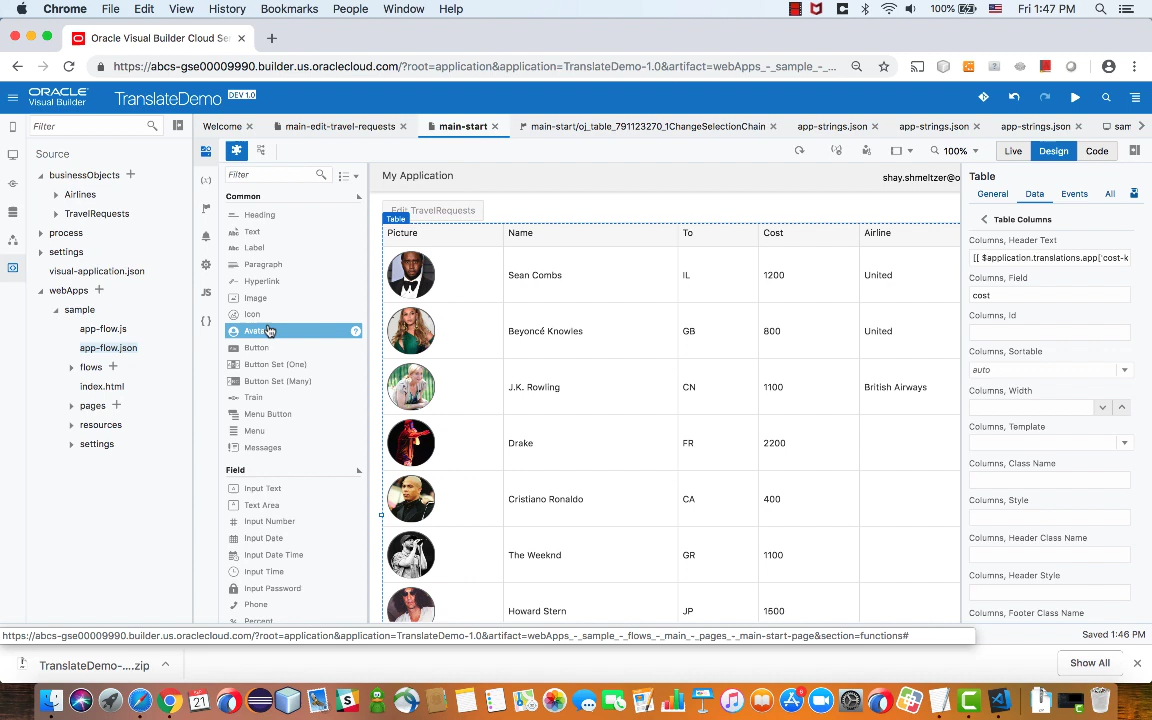 Chrome File Edit View History Bookmarks People Window Help 100% Fri 1:47 PM
Oracle Visual Builder Cloud Se
https://abcs-gse00009990.builder.us.oraclecloud.com/?root=application&application=TranslateDemo-1.0&artifact=webApps_-_sample_-_...
ORACLE
Visual Builder
TranslateDemo DEV 1.0
Filter
Welcome main-edit-travel-requests main-start main-start/oj_table_791123270_1ChangeSelectionChain app-strings.json app-strings.json app-strings.json sam
100% Live Design Code
Source
businessObjects
Airlines
TravelRequests
process
settings
visual-application.json
webApps
sample
app-flow.js
app-flow.json
flows
index.html
pages
resources
settings
Filter
Common
Heading
Text
Label
Paragraph
Hyperlink
Image
Icon
Avata
Button
Button Set (One)
Button Set (Many)
Train
Menu Button
Menu
Messages
Field
Input Text
Text Area
Input Number
Input Date
Input Date Time
Input Time
Input Password
Phone
Percent
My Application shay.shmeltzer@o
Edit TravelRequests
Table
Picture Name To Cost Airline
Sean Combs IL 1200 United
Beyoncé Knowles GB 800 United
J.K. Rowling CN 1100 British Airways
Drake FR 2200
Cristiano Ronaldo CA 400
The Weeknd GR 1100
Howard Stern JP 1500
Table
General Data Events All
Table Columns
Columns, Header Text
[[ $application.translations.app['cost-k
Columns, Field
cost
Columns, Id
Columns, Sortable
auto
Columns, Width
Columns, Template
Columns, Class Name
Columns, Style
Columns, Header Class Name
Columns, Header Style
Columns, Footer Class Name
https://abcs-gse00009990.builder.us.oraclecloud.com/?root=application&application=TranslateDemo-1.0&artifact=webApps_-_sample_-_flows_-_main_-_pages_-_main-start-page&section=functions#
Saved 1:46 PM
TranslateDemo-....zip
Show All